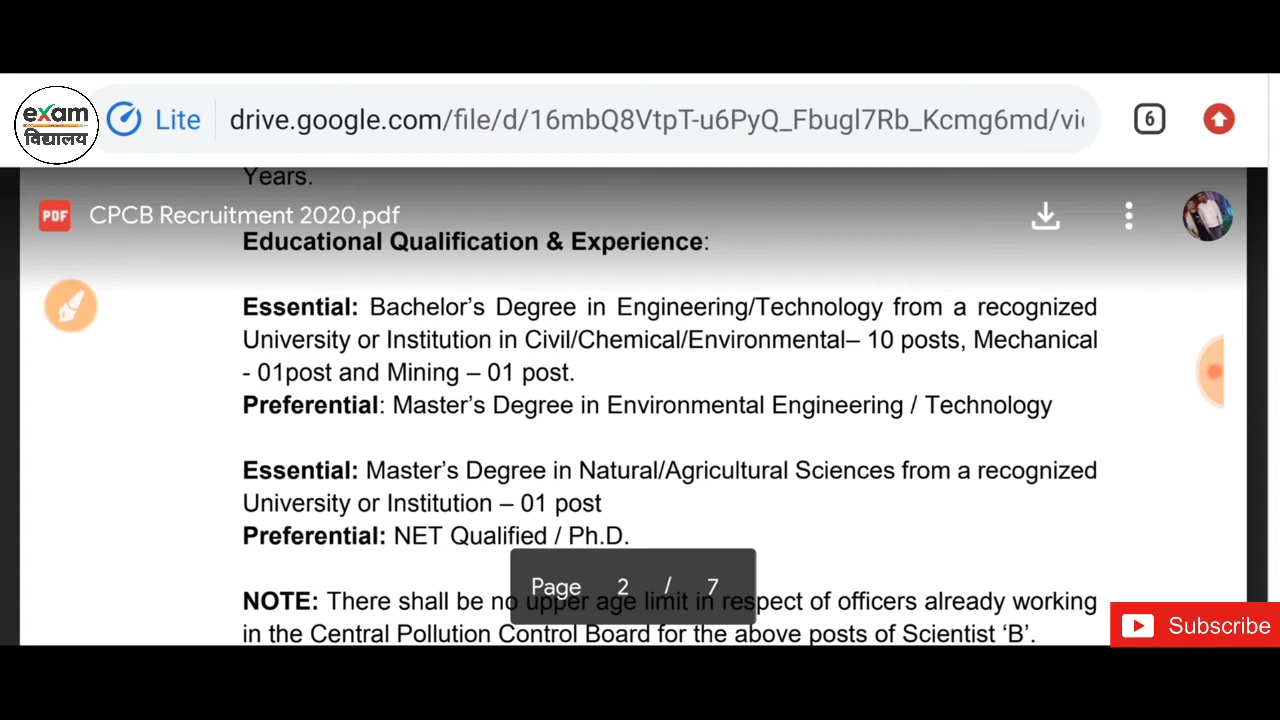 exam
विद्यालय
Lite
drive.google.com/file/d/16mbQ8VtpT-u6PyQ_Fbugl7Rb_Kcmg6md/vi
6
Years.
PDF
CPCB Recruitment 2020.pdf
Educational Qualification & Experience:
Essential: Bachelor's Degree in Engineering/Technology from a recognized
University or Institution in Civil/Chemical/Environmental– 10 posts, Mechanical
- 01post and Mining – 01 post.
Preferential: Master's Degree in Environmental Engineering / Technology
Essential: Master's Degree in Natural/Agricultural Sciences from a recognized
University or Institution – 01 post
Preferential: NET Qualified / Ph.D.
Page 2 / 7
NOTE: There shall be no upper age limit in respect of officers already working
in the Central Pollution Control Board for the above posts of Scientist 'B'.
Subscribe